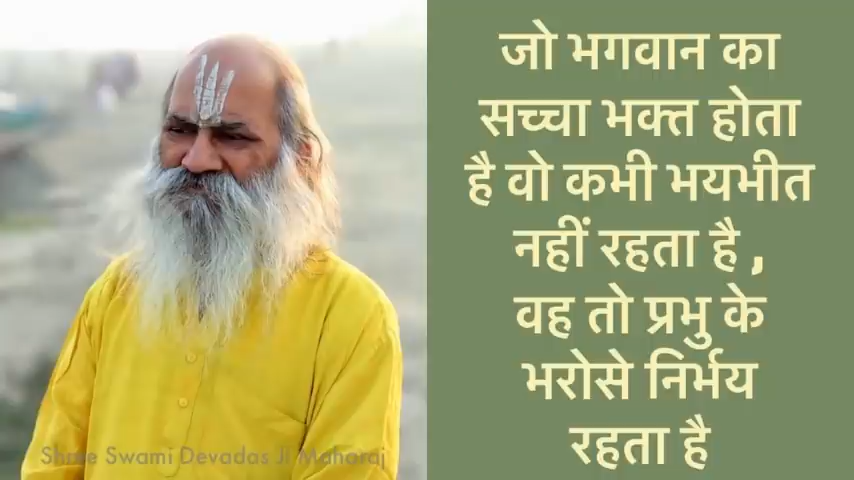 जो भगवान का
सच्चा भक्त होता
है वो कभी भयभीत
नहीं रहता है ,
वह तो प्रभु के
भरोसे निर्भय
रहता है
Shree Swami Devadas Ji Maharaj